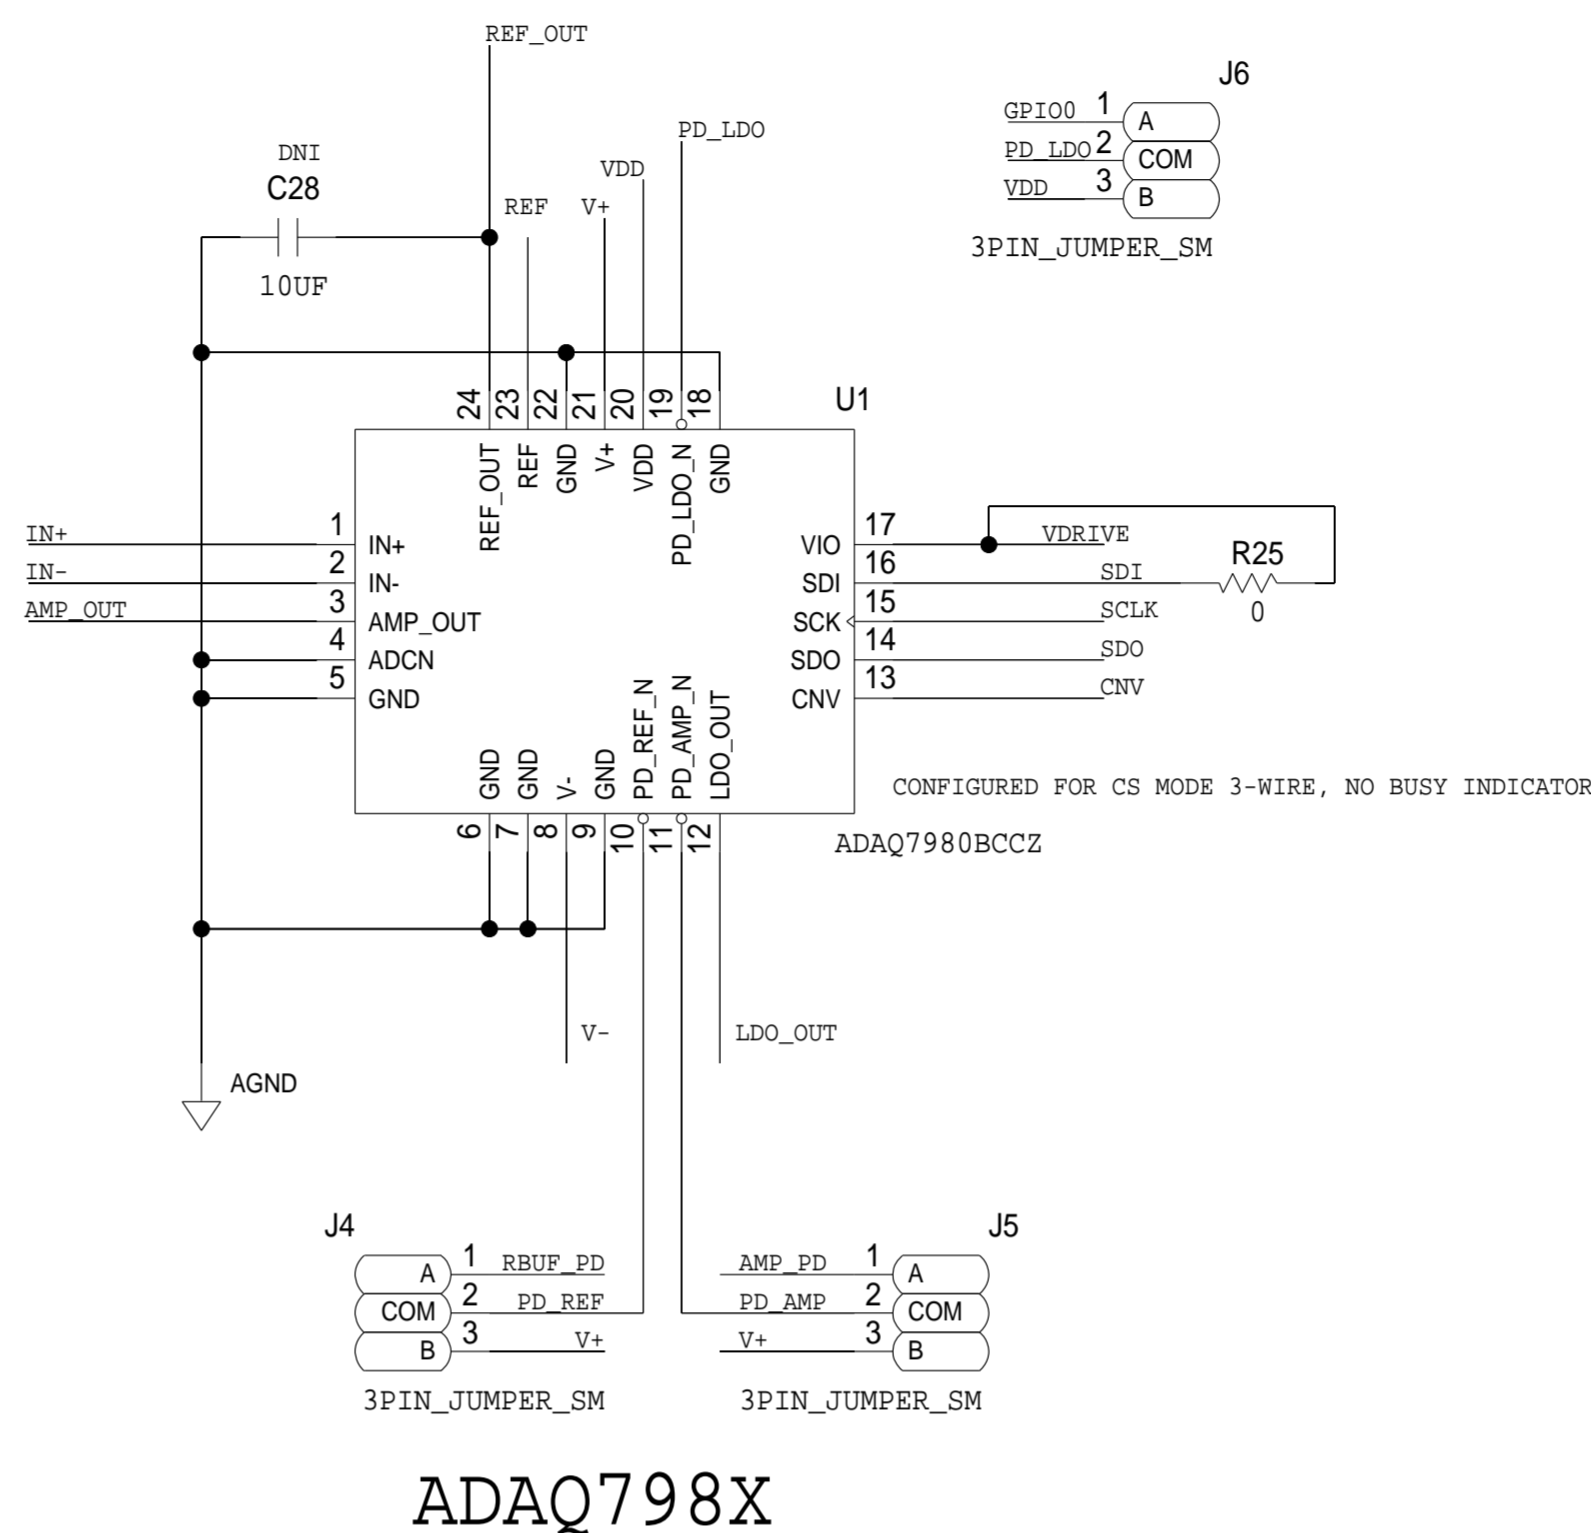 REF_OUT
J6
GPIO0 1 A
PD_LDO 2 COM
VDD 3 B
3PIN_JUMPER_SM
PD_LDO
DNI
C28
10UF
VDD
REF V+
U1
24 23 22 21 20 19 18
REF_OUT REF GND V+ VDD PD_LDO_N GND
IN+ 1 IN+
IN- 2 IN-
AMP_OUT 3 AMP_OUT
4 ADCN
5 GND
VIO 17 VDRIVE
SDI 16 SDI
R25
0
SCK 15 SCLK
SDO 14 SDO
CNV 13 CNV
GND GND V- GND PD_REF_N PD_AMP_N LDO_OUT
6 7 8 9 10 11 12
CONFIGURED FOR CS MODE 3-WIRE, NO BUSY INDICATOR
ADAQ7980BCCZ
V- LDO_OUT
AGND
J4
A 1 RBUF_PD
COM 2 PD_REF
B 3 V+
3PIN_JUMPER_SM
J5
AMP_PD 1 A
PD_AMP 2 COM
V+ 3 B
3PIN_JUMPER_SM
ADAQ798X